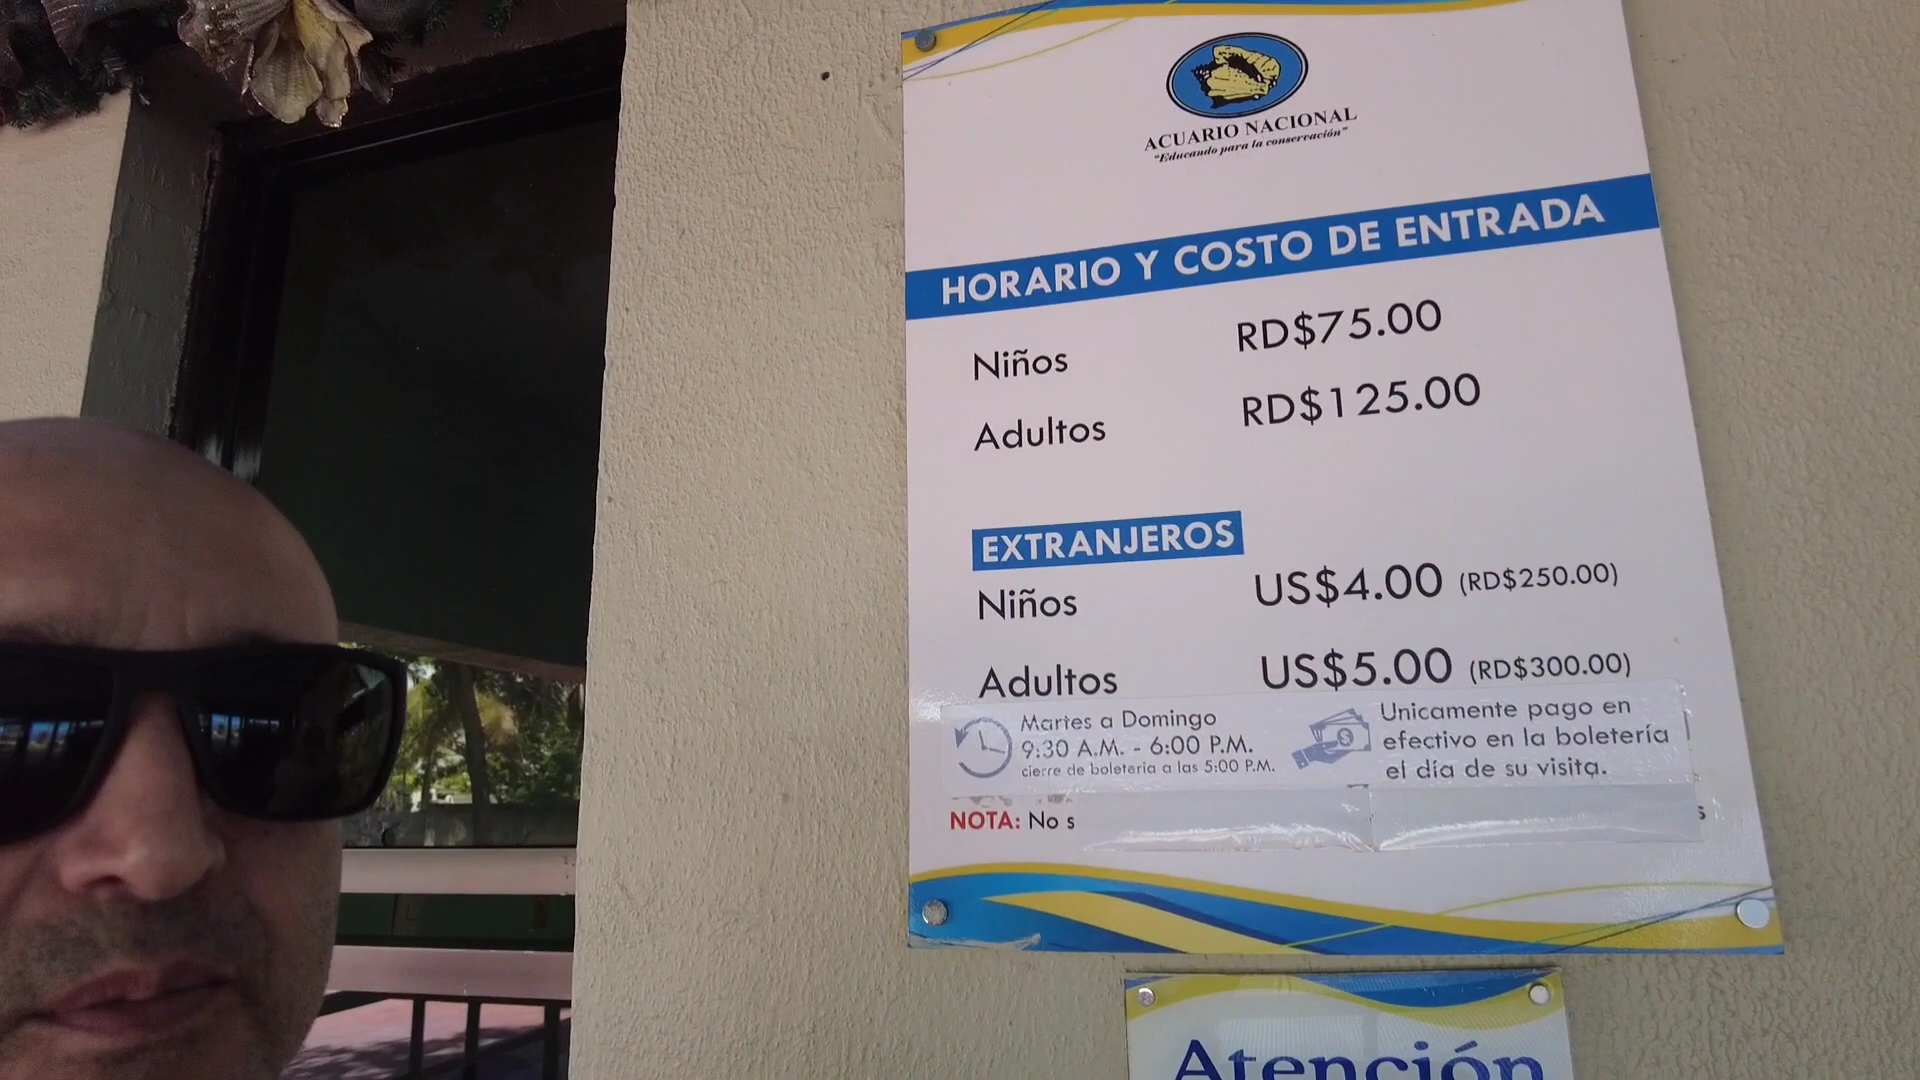 ACUARIO NACIONAL
"Educando para la conservación"
HORARIO Y COSTO DE ENTRADA
Niños RD$75.00
Adultos RD$125.00
EXTRANJEROS
Niños US$4.00 (RD$250.00)
Adultos US$5.00 (RD$300.00)
Martes a Domingo
9:30 A.M. - 6:00 P.M.
cierre de boleteria a las 5:00 P.M.
Unicamente pago en
efectivo en la boletería
el día de su visita.
NOTA: No s
Atención